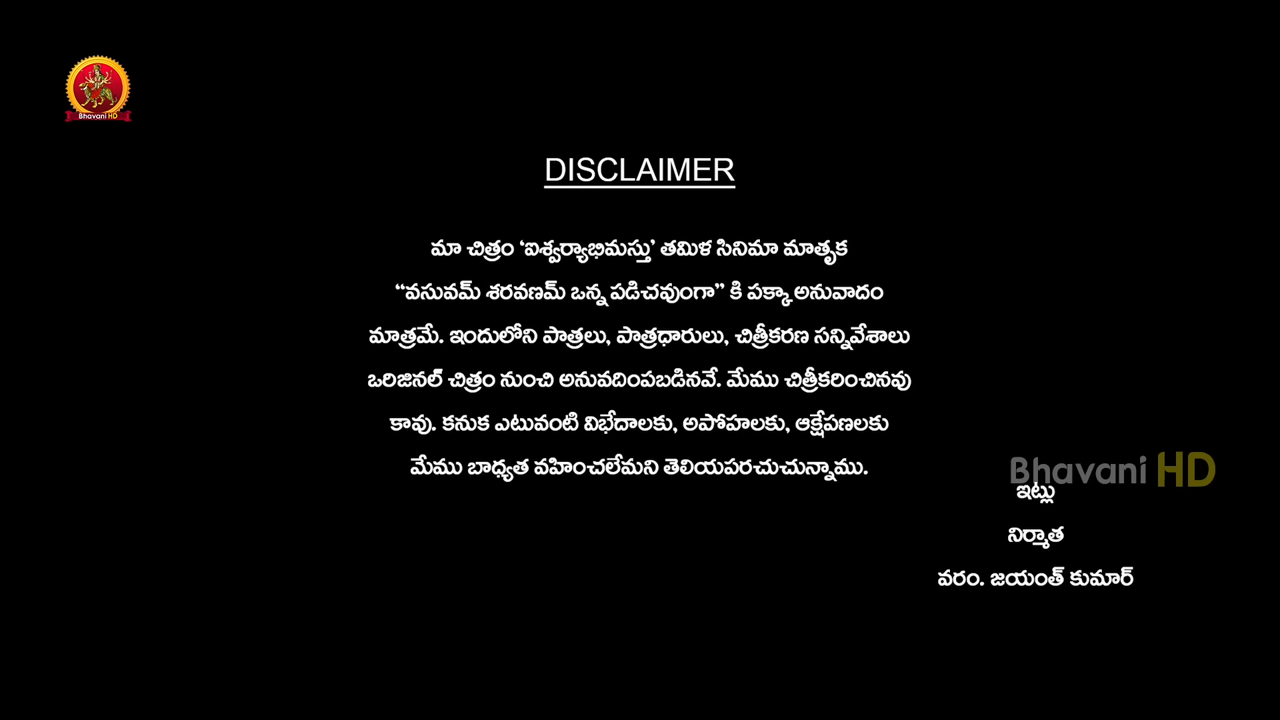 Bhavani HD
DISCLAIMER
మా చిత్రం ‘ఐశ్వర్యాభిమస్తు’ తమిళ సినిమా మాతృక
“వసువమ్ శరవణమ్ ఒన్న పడిచవుంగా” కి పక్కా అనువాదం
మాత్రమే. ఇందులోని పాత్రలు, పాత్రధారులు, చిత్రీకరణ సన్నివేశాలు
ఒరిజినల్ చిత్రం నుంచి అనువదింపబడినవే. మేము చిత్రీకరించినవు
కావు. కనుక ఎటువంటి విభేదాలకు, అపోహలకు, ఆక్షేపణలకు
మేము బాధ్యత వహించలేమని తెలియపరచుచున్నాము.
Bhavani HD
ఇట్లు
నిర్మాత
వరం. జయంత్ కుమార్